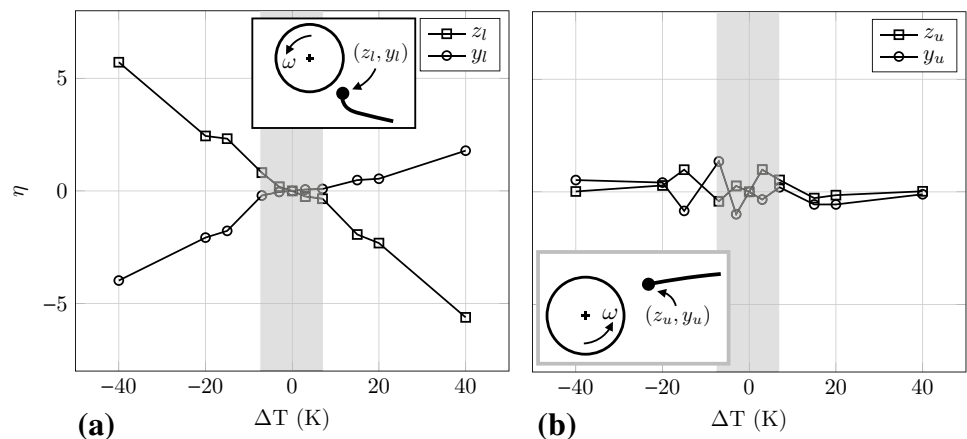 z_l
y_l
ω
(z_l, y_l)
5
0
−5
η
−40
−20
0
20
40
ΔT (K)
(a)
z_u
y_u
ω
(z_u, y_u)
−40
−20
0
20
40
ΔT (K)
(b)